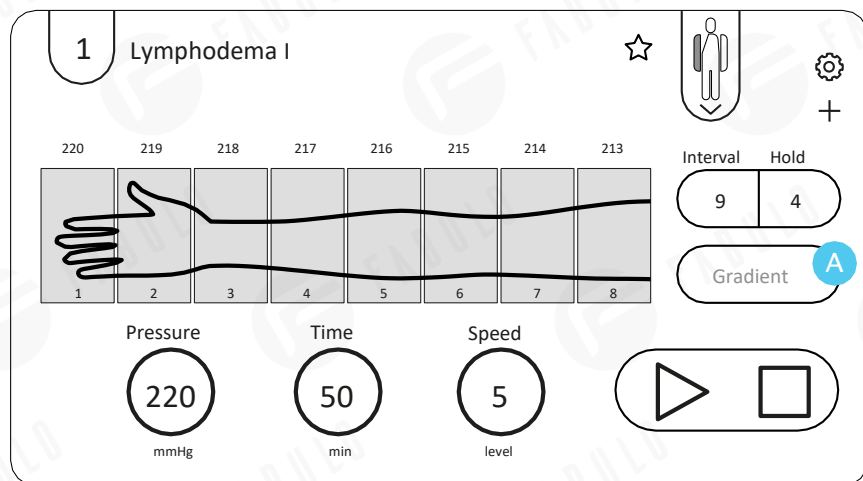 1 Lymphodema I
220 219 218 217 216 215 214 213
1 2 3 4 5 6 7 8
Interval Hold
9 4
Gradient A
Pressure Time Speed
220 50 5
mmHg min level
FABULO